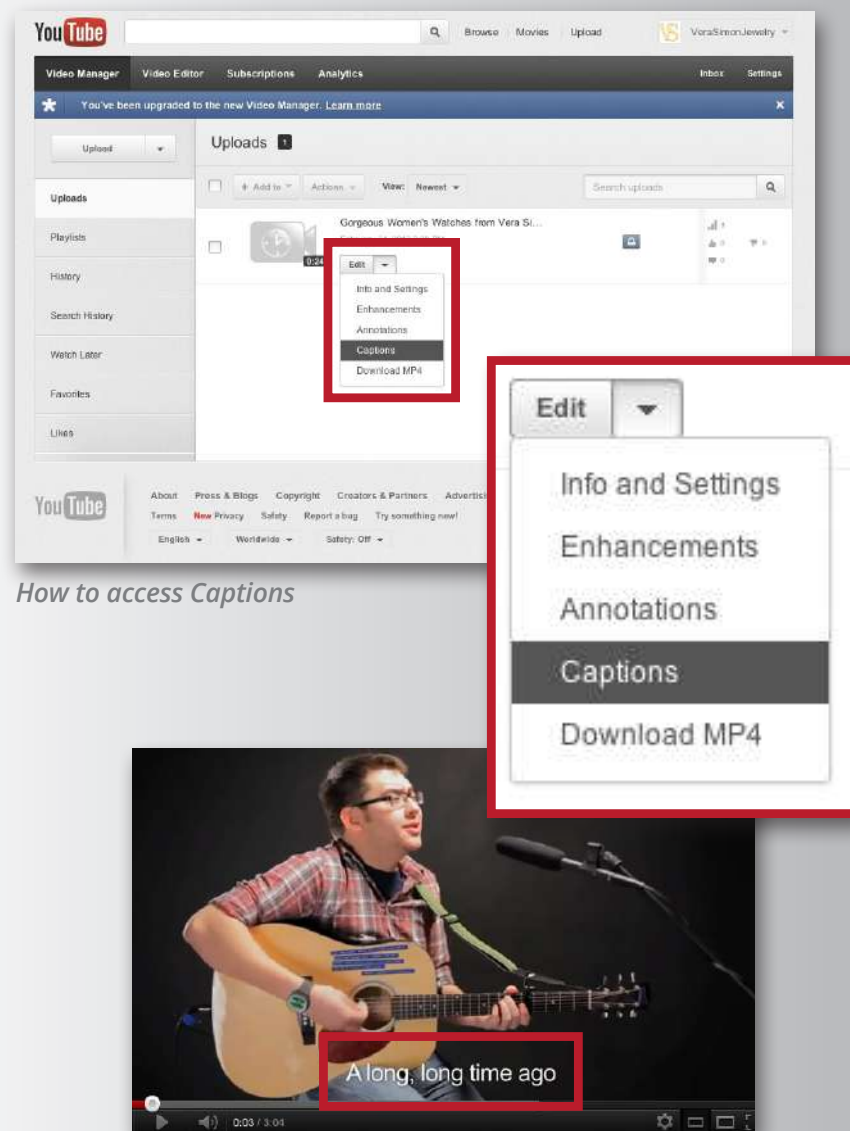 YouTube Browse Movies Upload VS VeraSimonJewelry
Video Manager Video Editor Subscriptions Analytics Inbox Settings
You've been upgraded to the new Video Manager. Learn more ×
Upload
Uploads 1
+ Add to Actions View: Newest Search uploads
Uploads
Playlists
History
Search History
Watch Later
Favorites
Likes
Gorgeous Women's Watches from Vera Si...
0:24
Edit
Info and Settings
Enhancements
Annotations
Captions
Download MP4
YouTube
About Press & Blogs Copyright Creators & Partners
Terms New Privacy Safety Report a bug Try something new!
English Worldwide Safety: Off
How to access Captions
Edit
Info and Settings
Enhancements
Annotations
Captions
Download MP4
A long, long time ago
0:03 / 3:04